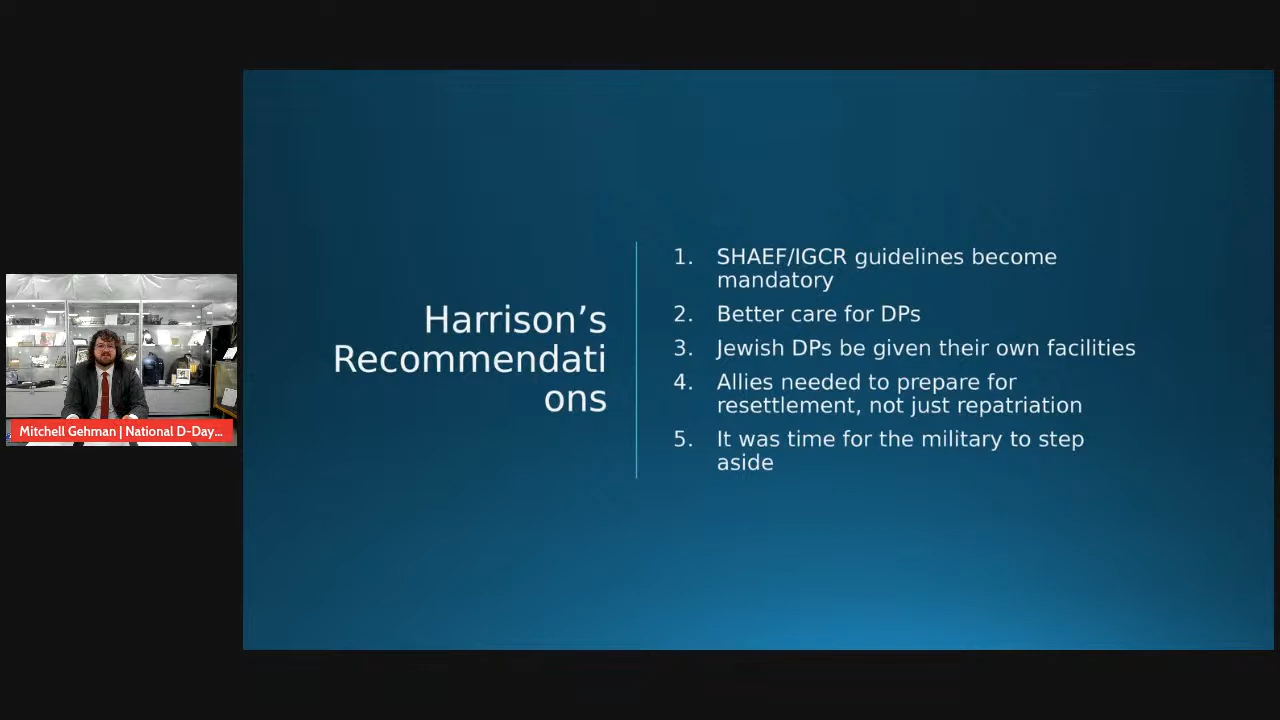 Harrison’s
Recommendati
ons
1. SHAEF/IGCR guidelines become
mandatory
2. Better care for DPs
3. Jewish DPs be given their own facilities
4. Allies needed to prepare for
resettlement, not just repatriation
5. It was time for the military to step
aside
Mitchell Gehman | National D-Day...